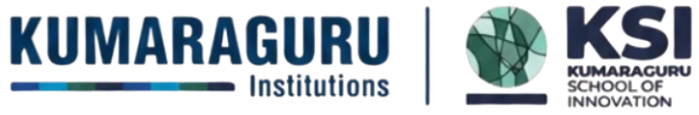 KUMARAGURU
Institutions
KSI
KUMARAGURU
SCHOOL OF
INNOVATION